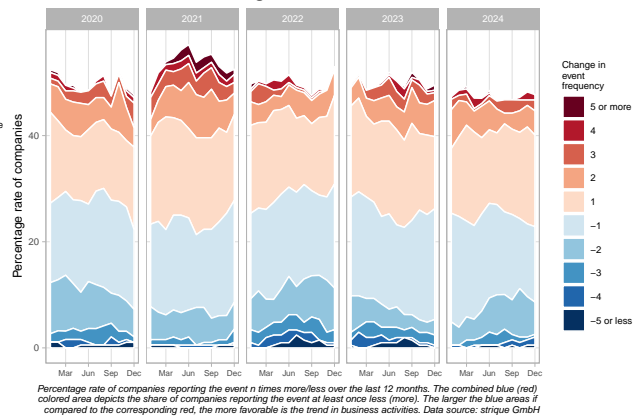 2020 2021 2022 2023 2024
Percentage rate of companies
40
20
0
Mar Jun Sep Dec Mar Jun Sep Dec Mar Jun Sep Dec Mar Jun Sep Dec Mar Jun Sep Dec
Change in
event
frequency
5 or more
4
3
2
1
−1
−2
−3
−4
−5 or less
Percentage rate of companies reporting the event n times more/less over the last 12 months. The combined blue (red)
colored area depicts the share of companies reporting the event at least once less (more). The larger the blue areas if
compared to the corresponding red, the more favorable is the trend in business activities. Data source: strique GmbH